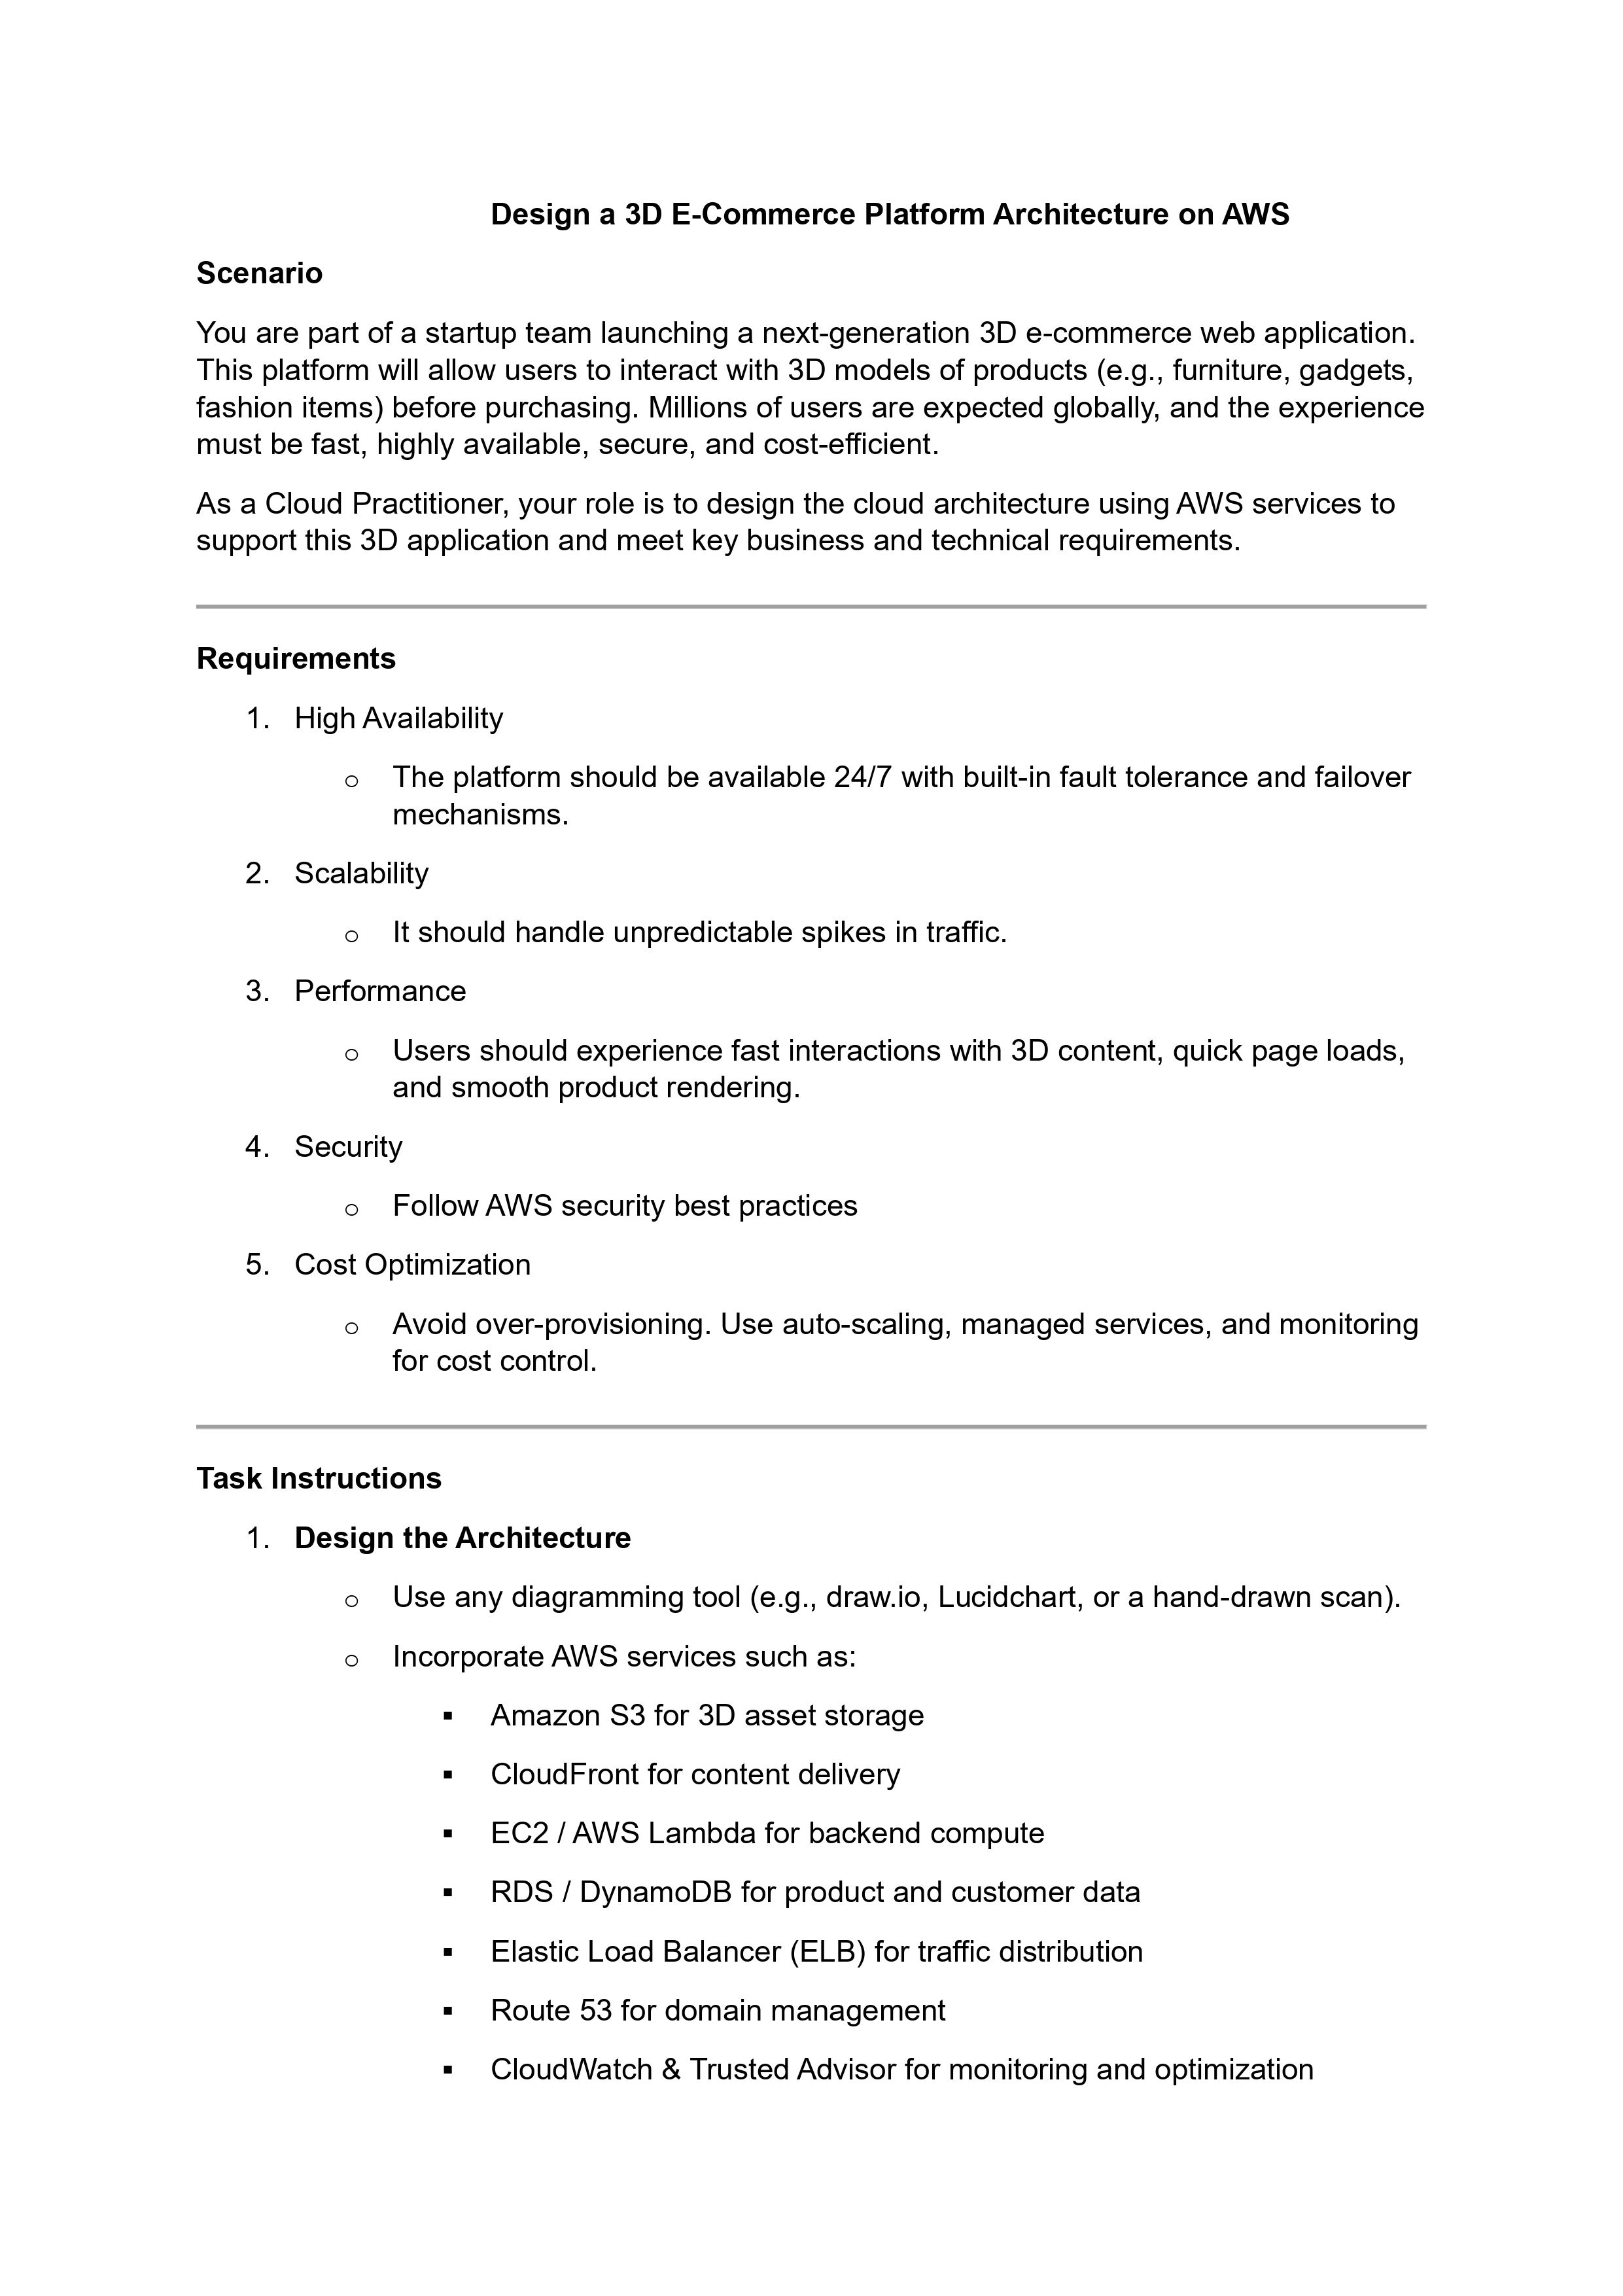 Design a 3D E-Commerce Platform Architecture on AWS
Scenario
You are part of a startup team launching a next-generation 3D e-commerce web application.
This platform will allow users to interact with 3D models of products (e.g., furniture, gadgets,
fashion items) before purchasing. Millions of users are expected globally, and the experience
must be fast, highly available, secure, and cost-efficient.
As a Cloud Practitioner, your role is to design the cloud architecture using AWS services to
support this 3D application and meet key business and technical requirements.
Requirements
1. High Availability
o The platform should be available 24/7 with built-in fault tolerance and failover
mechanisms.
2. Scalability
o It should handle unpredictable spikes in traffic.
3. Performance
o Users should experience fast interactions with 3D content, quick page loads,
and smooth product rendering.
4. Security
o Follow AWS security best practices
5. Cost Optimization
o Avoid over-provisioning. Use auto-scaling, managed services, and monitoring
for cost control.
Task Instructions
1. Design the Architecture
o Use any diagramming tool (e.g., draw.io, Lucidchart, or a hand-drawn scan).
o Incorporate AWS services such as:
▪ Amazon S3 for 3D asset storage
▪ CloudFront for content delivery
▪ EC2 / AWS Lambda for backend compute
▪ RDS / DynamoDB for product and customer data
▪ Elastic Load Balancer (ELB) for traffic distribution
▪ Route 53 for domain management
▪ CloudWatch & Trusted Advisor for monitoring and optimization